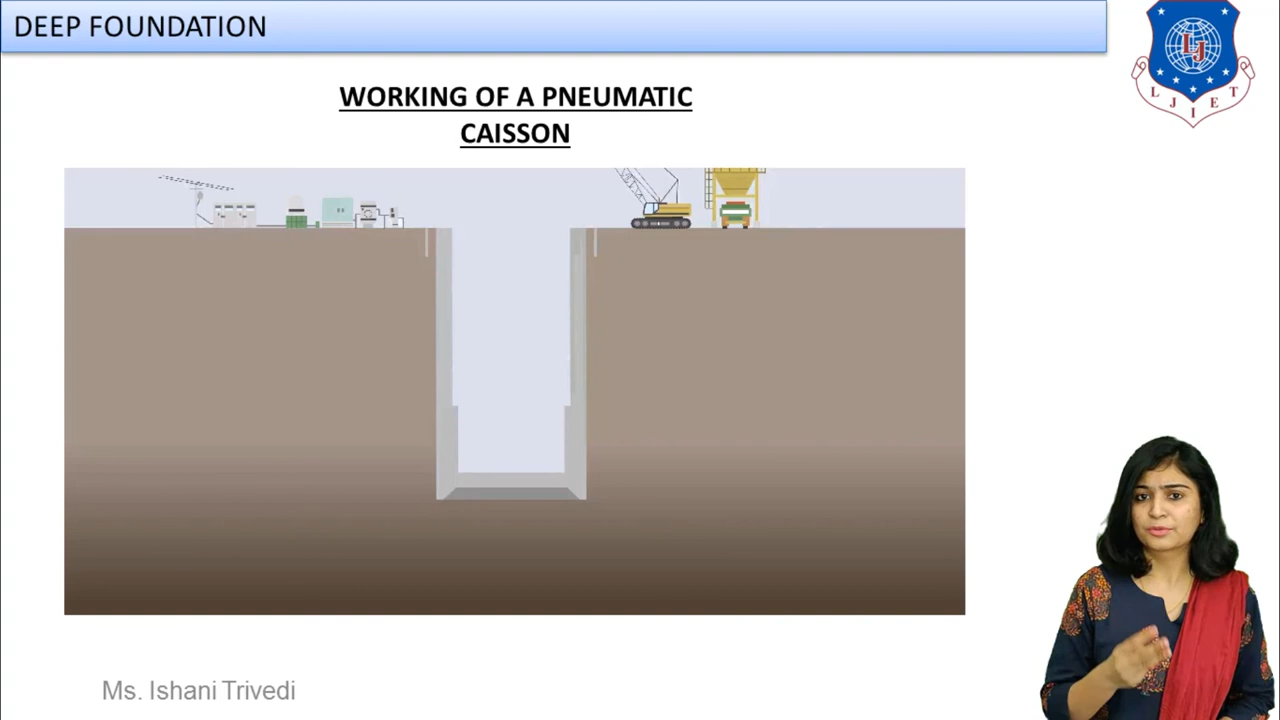 DEEP FOUNDATION
WORKING OF A PNEUMATIC
CAISSON
LJ
L J I E T
Ms. Ishani Trivedi